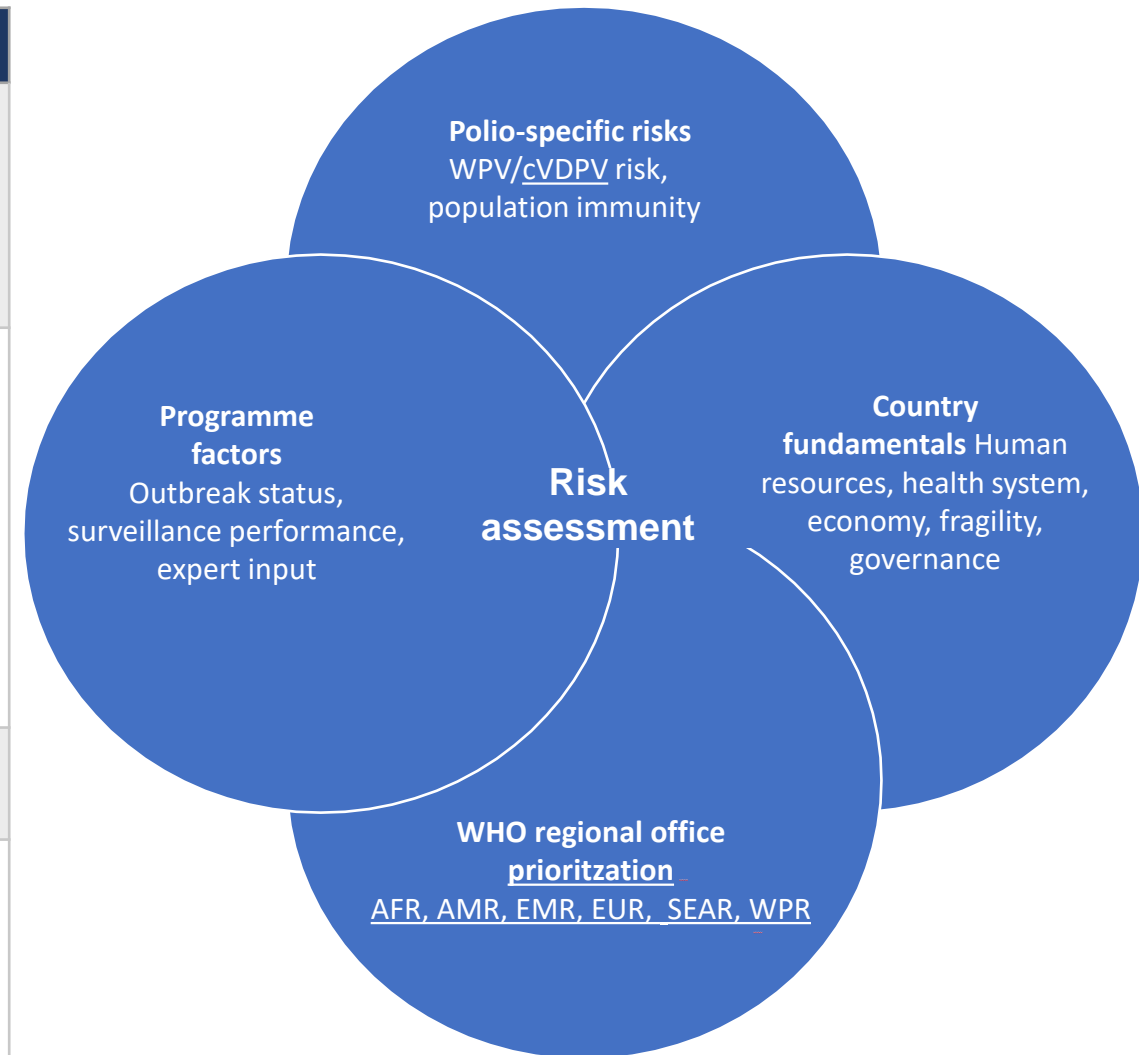 Polio-specific risks
WPV/cVDPV risk,
population immunity
Programme
factors
Outbreak status,
surveillance performance,
expert input
Risk
assessment
Country
fundamentals Human
resources, health system,
economy, fragility,
governance
WHO regional office
prioritzation
AFR, AMR, EMR, EUR, SEAR, WPR